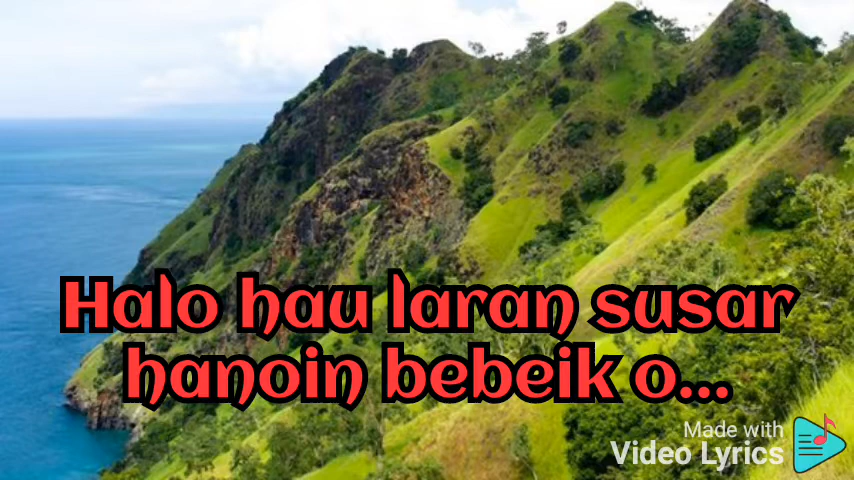 Halo hau laran susar
hanoin bebeik o...
Made with
Video Lyrics